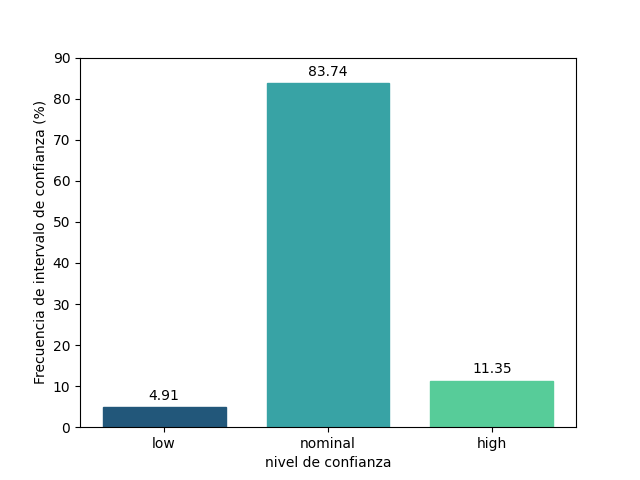 Frecuencia de intervalo de confianza (%)
90
80
70
60
50
40
30
20
10
0
4.91
83.74
11.35
low
nominal
high
nivel de confianza